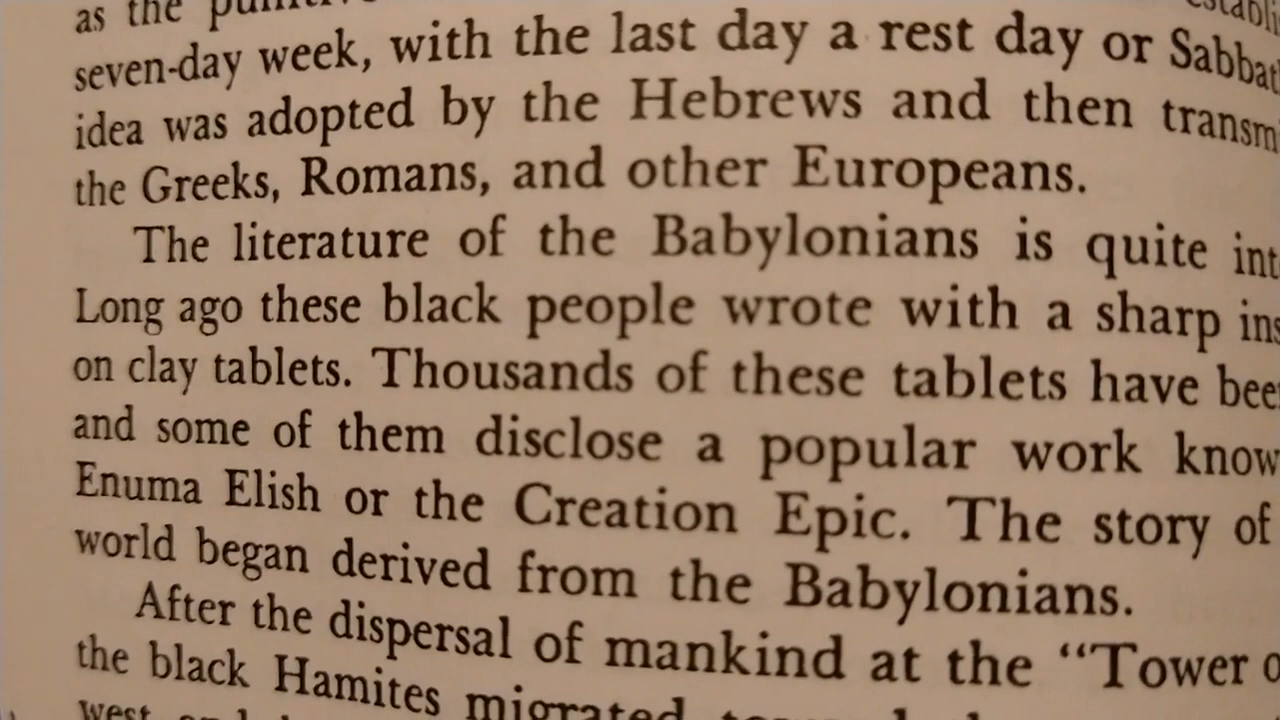 as the
seven-day week, with the last day a rest day or
idea was adopted by the Hebrews and then
the Greeks, Romans, and other Europeans.
The literature of the Babylonians is quite
Long ago these black people wrote with a sharp
on clay tablets. Thousands of these tablets have
and some of them disclose a popular work
Enuma Elish or the Creation Epic. The story of
world began derived from the Babylonians.
After the dispersal of mankind at the “Tower
the black Hamites migrated
west